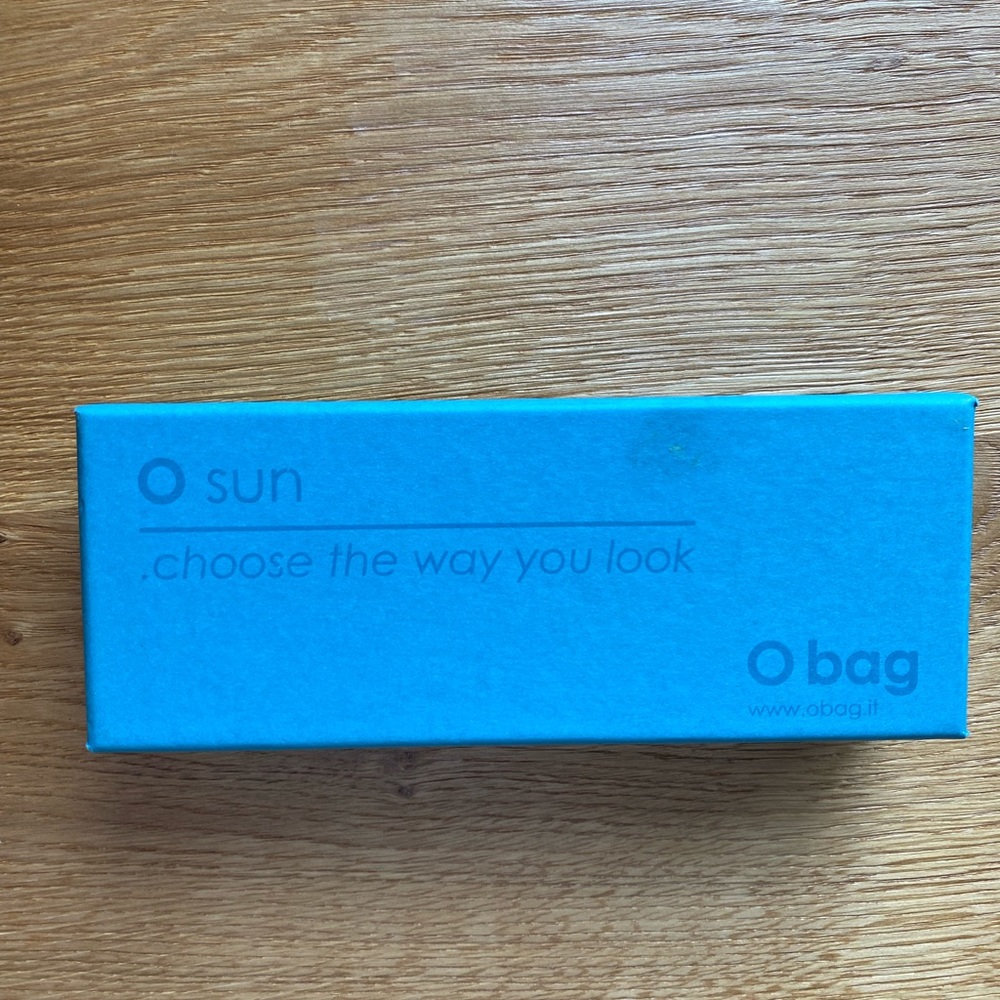 O sun
.choose the way you look
O bag
www.obag.it